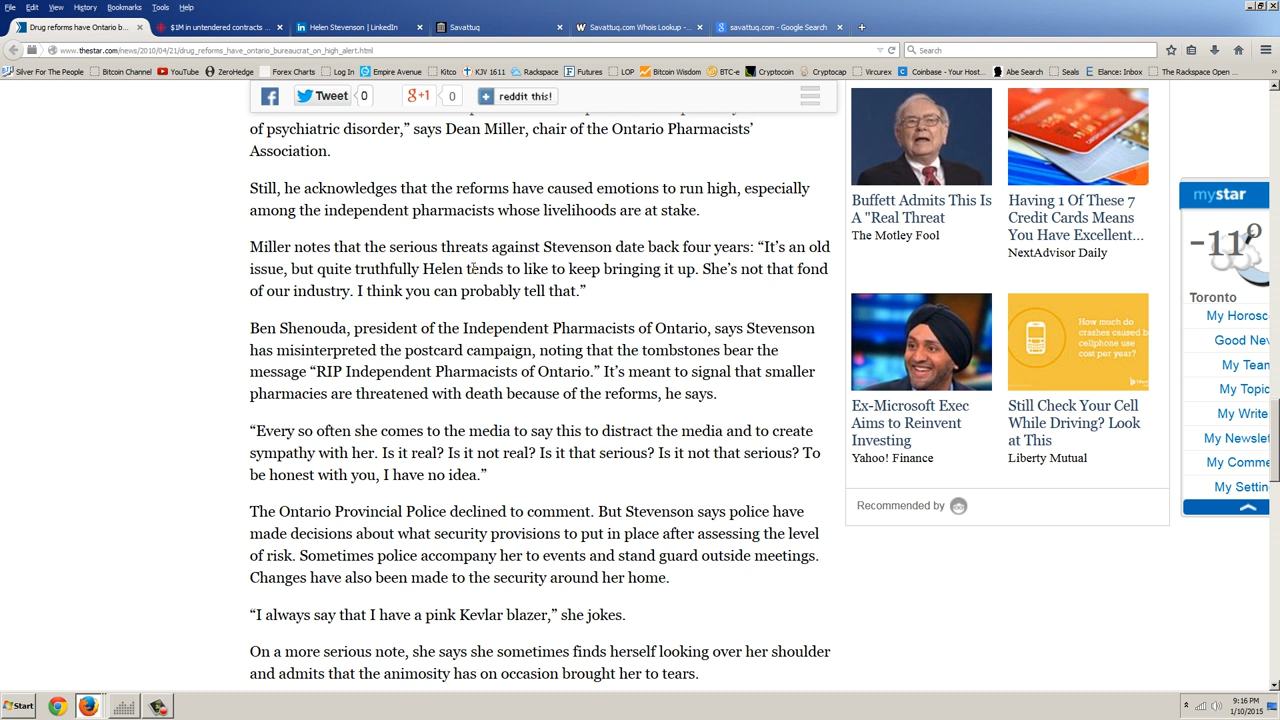 File Edit View History Bookmarks Tools Help
Drug reforms have Ontario b... × $1M in untendered contracts ... × Helen Stevenson | LinkedIn × Savattuq × Savattuq.com Whois Lookup -... × savattuq.com - Google Search × +
www.thestar.com/news/2010/04/21/drug_reforms_have_ontario_bureaucrat_on_high_alert.html Search
Silver For The People Bitcoin Channel YouTube ZeroHedge Forex Charts Log In Empire Avenue Kitco KJV 1611 Rackspace Futures LOP Bitcoin Wisdom BTC-e Cryptocoin Cryptocap Vircurex Coinbase - Your Host... Abe Search Seals Elance: Inbox The Rackspace Open ...
Tweet 0 +1 0 reddit this!
of psychiatric disorder,” says Dean Miller, chair of the Ontario Pharmacists’
Association.
Still, he acknowledges that the reforms have caused emotions to run high, especially
among the independent pharmacists whose livelihoods are at stake.
Miller notes that the serious threats against Stevenson date back four years: “It’s an old
issue, but quite truthfully Helen tends to like to keep bringing it up. She’s not that fond
of our industry. I think you can probably tell that.”
Ben Shenouda, president of the Independent Pharmacists of Ontario, says Stevenson
has misinterpreted the postcard campaign, noting that the tombstones bear the
message “RIP Independent Pharmacists of Ontario.” It’s meant to signal that smaller
pharmacies are threatened with death because of the reforms, he says.
“Every so often she comes to the media to say this to distract the media and to create
sympathy with her. Is it real? Is it not real? Is it that serious? Is it not that serious? To
be honest with you, I have no idea.”
The Ontario Provincial Police declined to comment. But Stevenson says police have
made decisions about what security provisions to put in place after assessing the level
of risk. Sometimes police accompany her to events and stand guard outside meetings.
Changes have also been made to the security around her home.
“I always say that I have a pink Kevlar blazer,” she jokes.
On a more serious note, she says she sometimes finds herself looking over her shoulder
and admits that the animosity has on occasion brought her to tears.
Buffett Admits This Is
A "Real Threat
The Motley Fool
Having 1 Of These 7
Credit Cards Means
You Have Excellent...
NextAdvisor Daily
How much do
crashes caused b
cellphone use
cost per year?
Ex-Microsoft Exec
Aims to Reinvent
Investing
Yahoo! Finance
Still Check Your Cell
While Driving? Look
at This
Liberty Mutual
Recommended by
mystar
-11°
Toronto
My Horosc
Good Nev
My Team
My Topic
My Write
My Newslet
My Comme
My Settin
Start 9:16 PM
1/10/2015